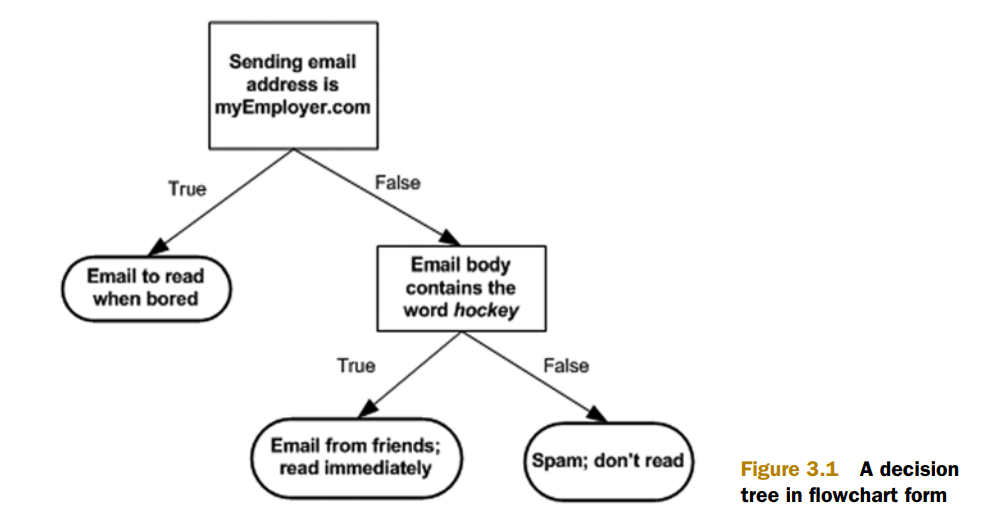 Sending email
address is
myEmployer.com
True
False
Email to read
when bored
Email body
contains the
word hockey
True
False
Email from friends;
read immediately
Spam; don't read
Figure 3.1 A decision
tree in flowchart form